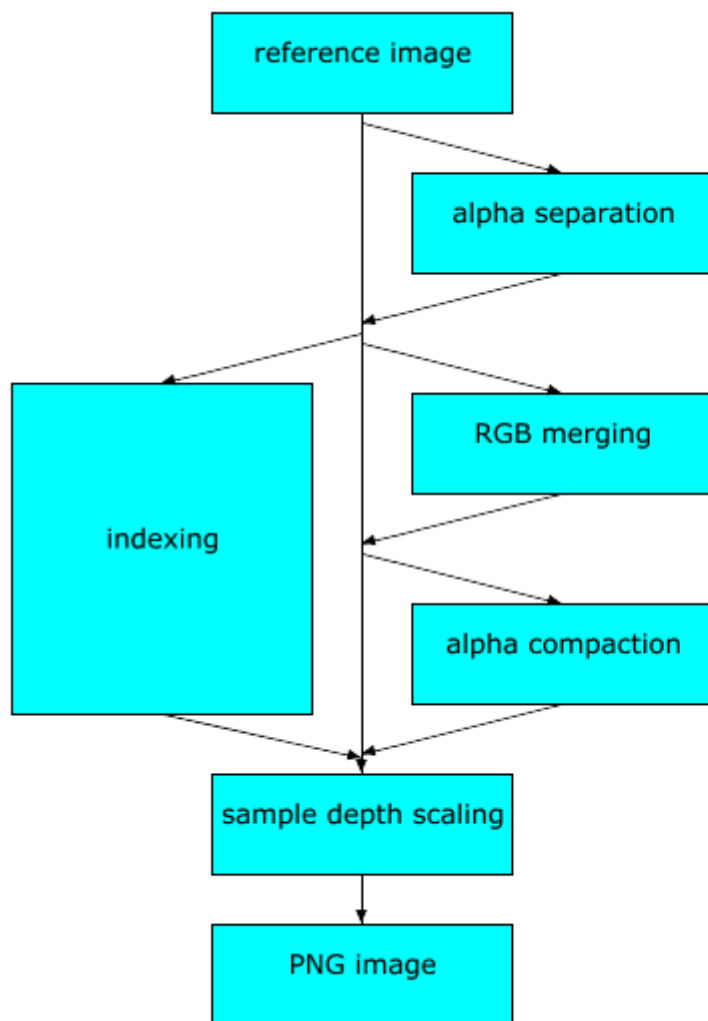 reference image
alpha separation
RGB merging
indexing
alpha compaction
sample depth scaling
PNG image